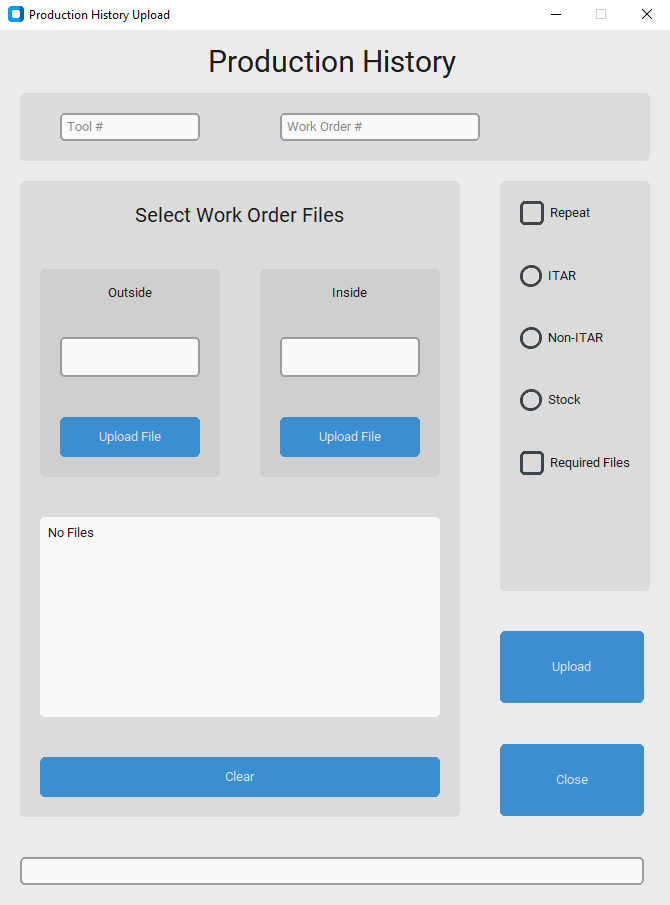 Production History Upload
Production History
Tool #
Work Order #
Select Work Order Files
Outside
Inside
Upload File
Upload File
No Files
Clear
Repeat
ITAR
Non-ITAR
Stock
Required Files
Upload
Close